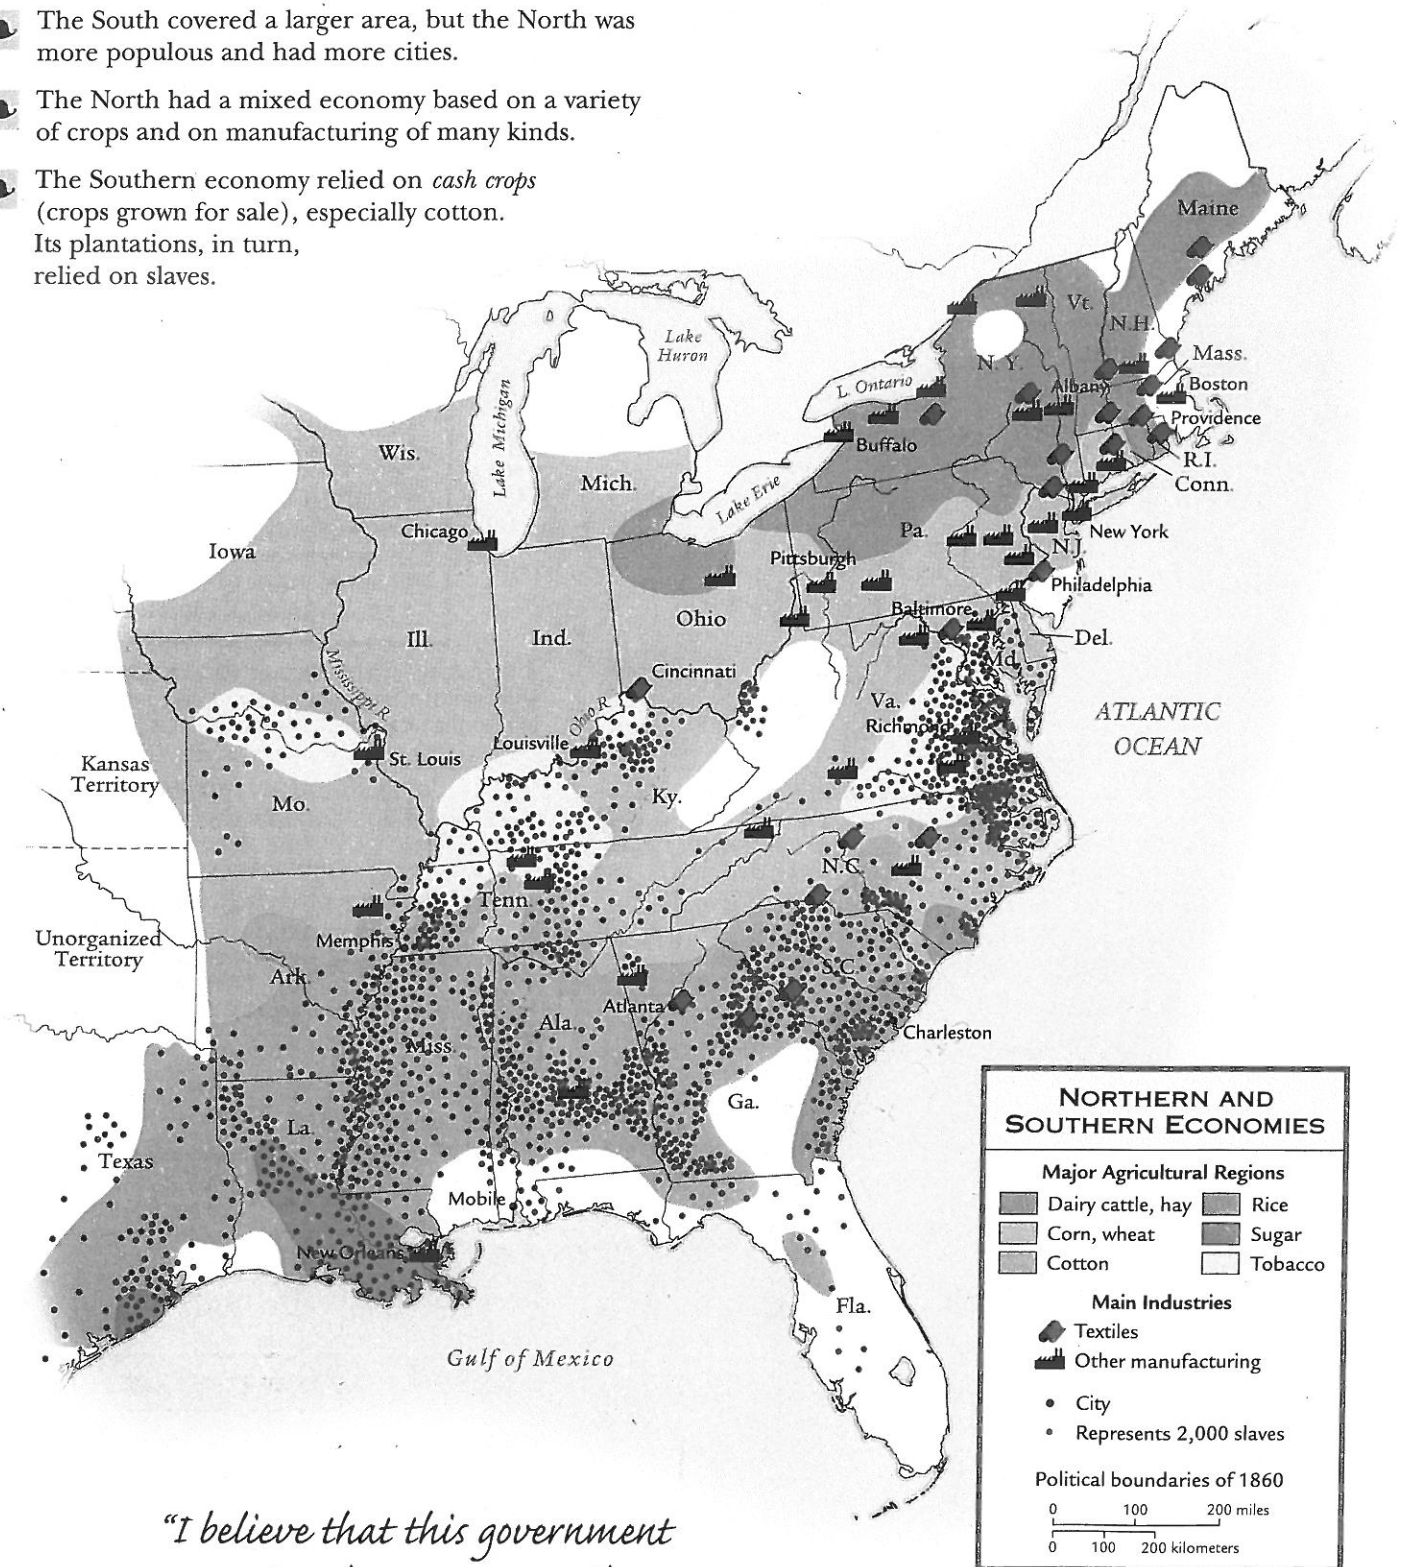 The South covered a larger area, but the North was
more populous and had more cities.
The North had a mixed economy based on a variety
of crops and on manufacturing of many kinds.
The Southern economy relied on cash crops
(crops grown for sale), especially cotton.
Its plantations, in turn,
relied on slaves.
Maine
Vt.
N.H.
Lake
Huron
Mass.
N.Y.
L. Ontario
Albany
Boston
Lake Michigan
Providence
Buffalo
Wis.
R.I.
Mich.
Conn.
Lake Erie
Chicago
Pa.
New York
Iowa
N.J.
Pittsburgh
Philadelphia
Baltimore
Ohio
Ill.
Ind.
Del.
Md.
Mississippi R.
Cincinnati
Va.
Ohio R.
Richmond
ATLANTIC
OCEAN
Louisville
St. Louis
Kansas
Territory
Mo.
Ky.
N.C.
Tenn.
Unorganized
Territory
Memphis
Ark.
S.C.
Atlanta
Ala.
Miss.
Charleston
Ga.
La.
Texas
Mobile
New Orleans
Fla.
Gulf of Mexico
NORTHERN AND
SOUTHERN ECONOMIES
Major Agricultural Regions
Dairy cattle, hay Rice
Corn, wheat Sugar
Cotton Tobacco
Main Industries
Textiles
Other manufacturing
City
Represents 2,000 slaves
Political boundaries of 1860
0 100 200 miles
0 100 200 kilometers
“I believe that this government